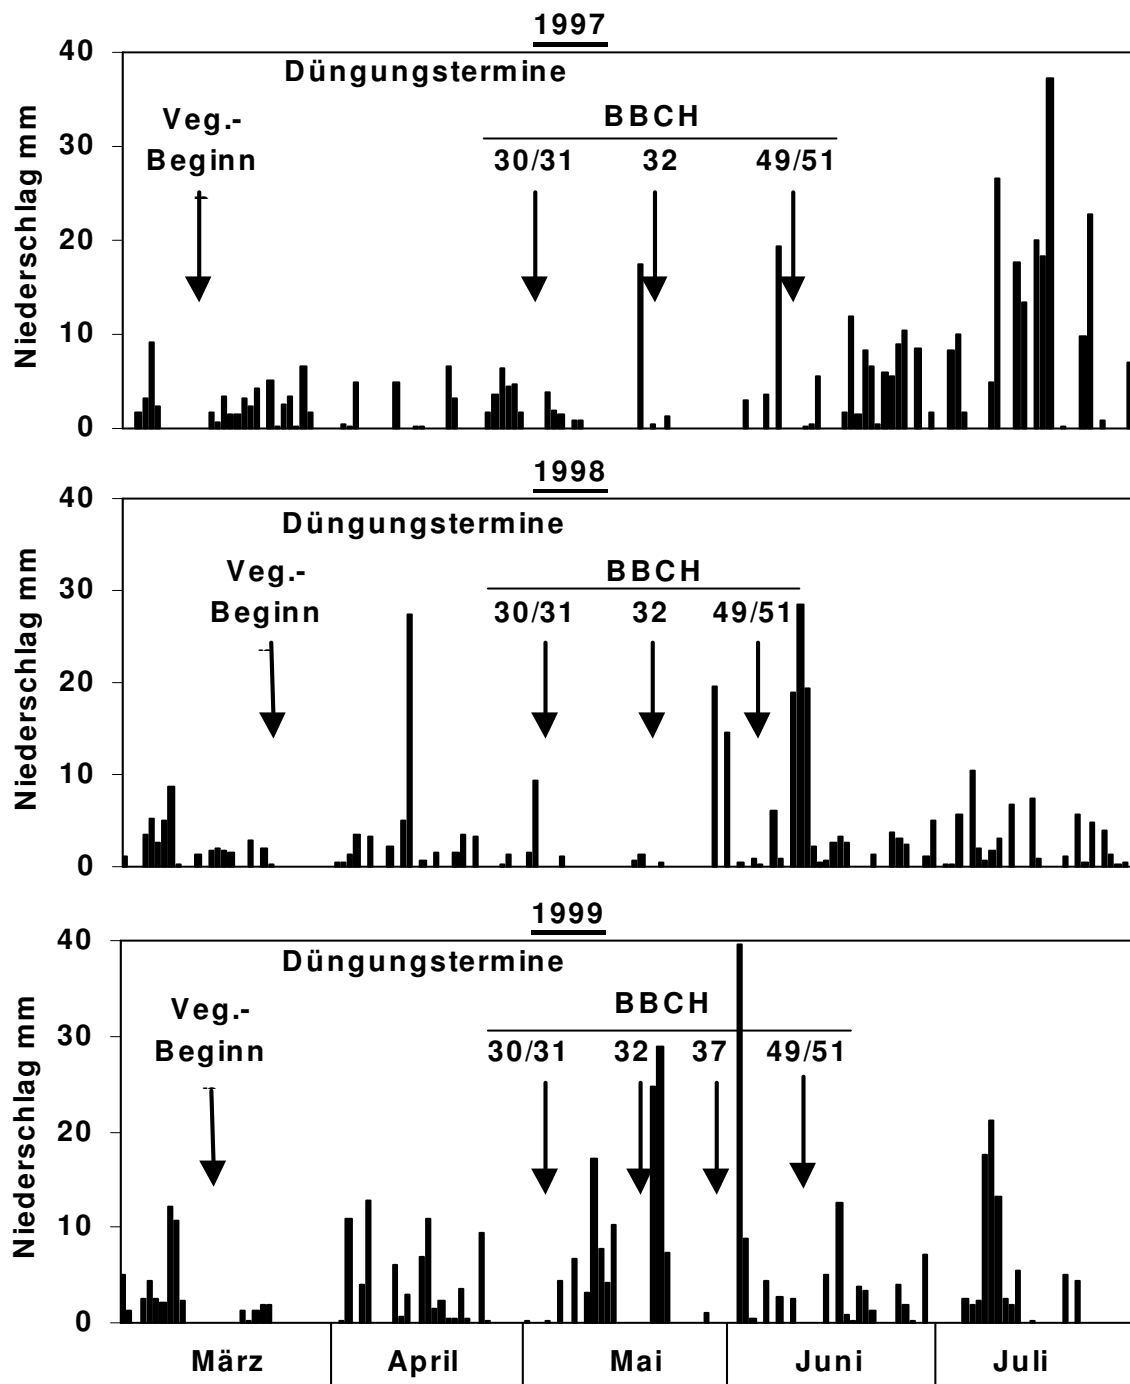 1997
40
Düngungstermine
Veg.-
BBCH
30
Beginn
30/31 32 49/51
20
10
0
Niederschlag mm
1998
40
Düngungstermine
Veg.-
BBCH
30
Beginn
30/31 32 49/51
20
10
0
Niederschlag mm
1999
40
Düngungstermine
Veg.-
BBCH
30
Beginn
30/31 32 37 49/51
20
10
0
Niederschlag mm
März April Mai Juni Juli